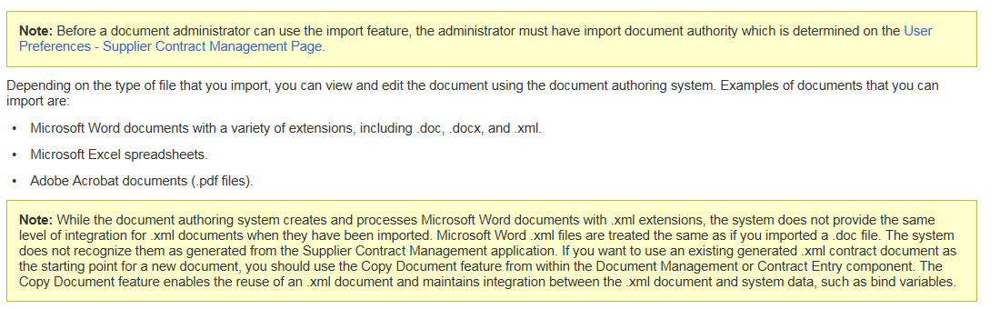 Note: Before a document administrator can use the import feature, the administrator must have import document authority which is determined on the User
Preferences - Supplier Contract Management Page.
Depending on the type of file that you import, you can view and edit the document using the document authoring system. Examples of documents that you can
import are:
• Microsoft Word documents with a variety of extensions, including .doc, .docx, and .xml.
• Microsoft Excel spreadsheets.
• Adobe Acrobat documents (.pdf files).
Note: While the document authoring system creates and processes Microsoft Word documents with .xml extensions, the system does not provide the same
level of integration for .xml documents when they have been imported. Microsoft Word .xml files are treated the same as if you imported a .doc file. The system
does not recognize them as generated from the Supplier Contract Management application. If you want to use an existing generated .xml contract document as
the starting point for a new document, you should use the Copy Document feature from within the Document Management or Contract Entry component. The
Copy Document feature enables the reuse of an .xml document and maintains integration between the .xml document and system data, such as bind variables.